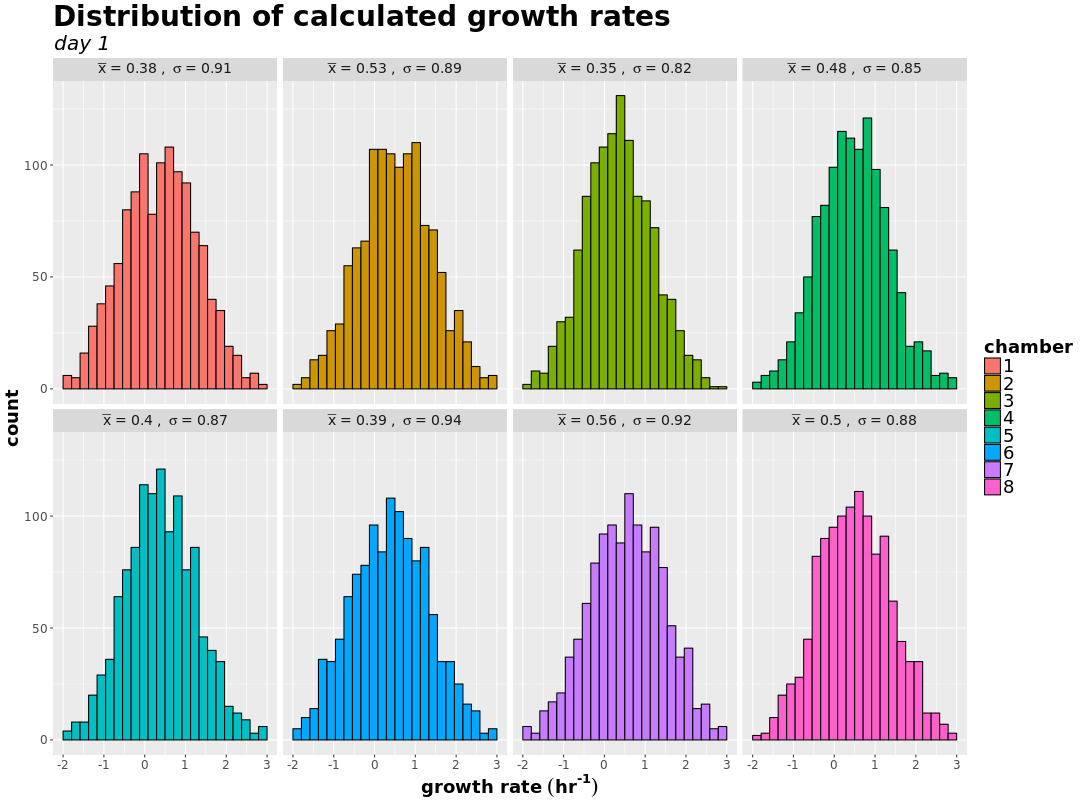 Distribution of calculated growth rates
day 1
x̅ = 0.38 , σ = 0.91
x̅ = 0.53 , σ = 0.89
x̅ = 0.35 , σ = 0.82
x̅ = 0.48 , σ = 0.85
100
50
0
count
x̅ = 0.4 , σ = 0.87
x̅ = 0.39 , σ = 0.94
x̅ = 0.56 , σ = 0.92
x̅ = 0.5 , σ = 0.88
100
50
0
-2 -1 0 1 2 3
-2 -1 0 1 2 3
-2 -1 0 1 2 3
-2 -1 0 1 2 3
growth rate (hr⁻¹)
chamber
1
2
3
4
5
6
7
8